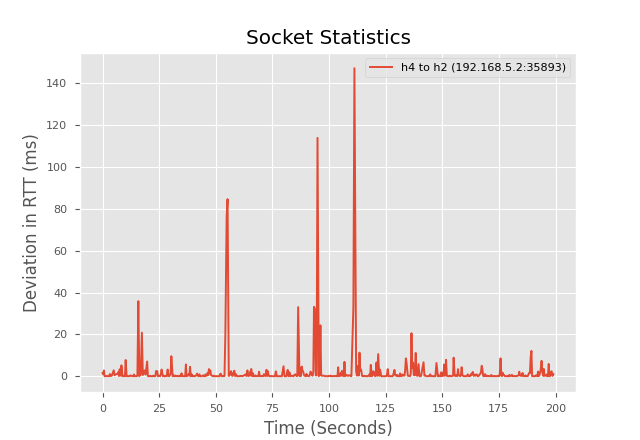 Socket Statistics
h4 to h2 (192.168.5.2:35893)
Deviation in RTT (ms)
140
120
100
80
60
40
20
0
0 25 50 75 100 125 150 175 200
Time (Seconds)